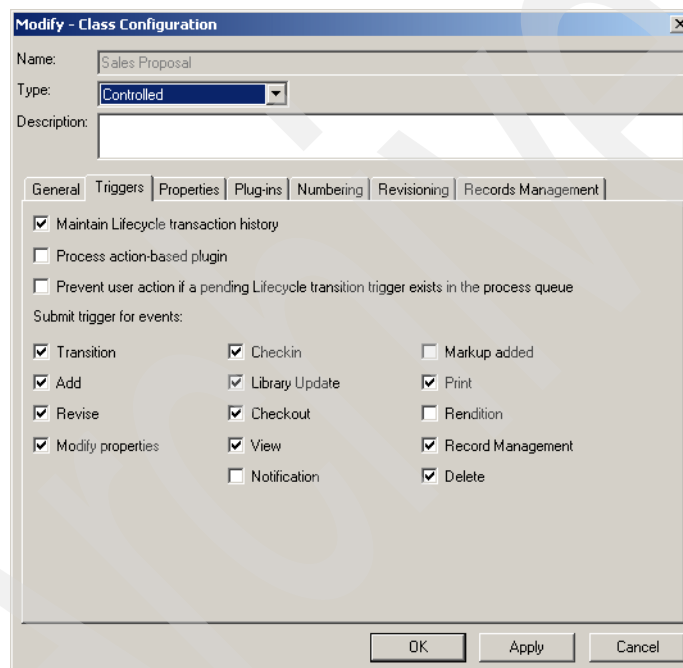 Modify - Class Configuration
Name: Sales Proposal
Type: Controlled
Description:
General Triggers Properties Plug-ins Numbering Revisioning Records Management
Maintain Lifecycle transaction history
Process action-based plugin
Prevent user action if a pending Lifecycle transition trigger exists in the process queue
Submit trigger for events:
Transition Checkin Markup added
Add Library Update Print
Revise Checkout Rendition
Modify properties View Record Management
Notification Delete
OK Apply Cancel